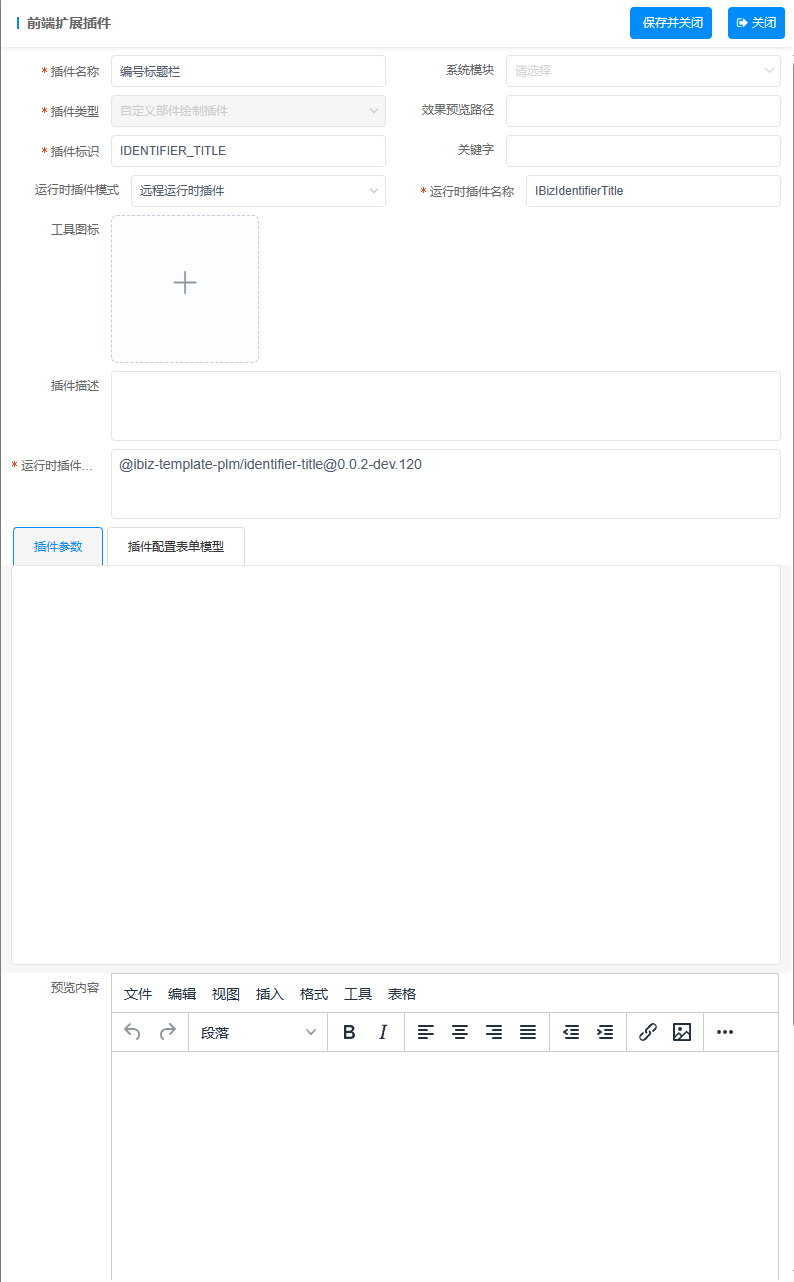 前端扩展插件
保存并关闭 关闭
* 插件名称 编号标题栏 系统模块 请选择
* 插件类型 自定义部件绘制插件 效果预览路径
* 插件标识 IDENTIFIER_TITLE 关键字
运行时插件模式 远程运行时插件 * 运行时插件名称 IBizIdentifierTitle
工具图标
插件描述
* 运行时插件... @ibiz-template-plm/identifier-title@0.0.2-dev.120
插件参数 插件配置表单模型
预览内容 文件 编辑 视图 插入 格式 工具 表格
段落 B I